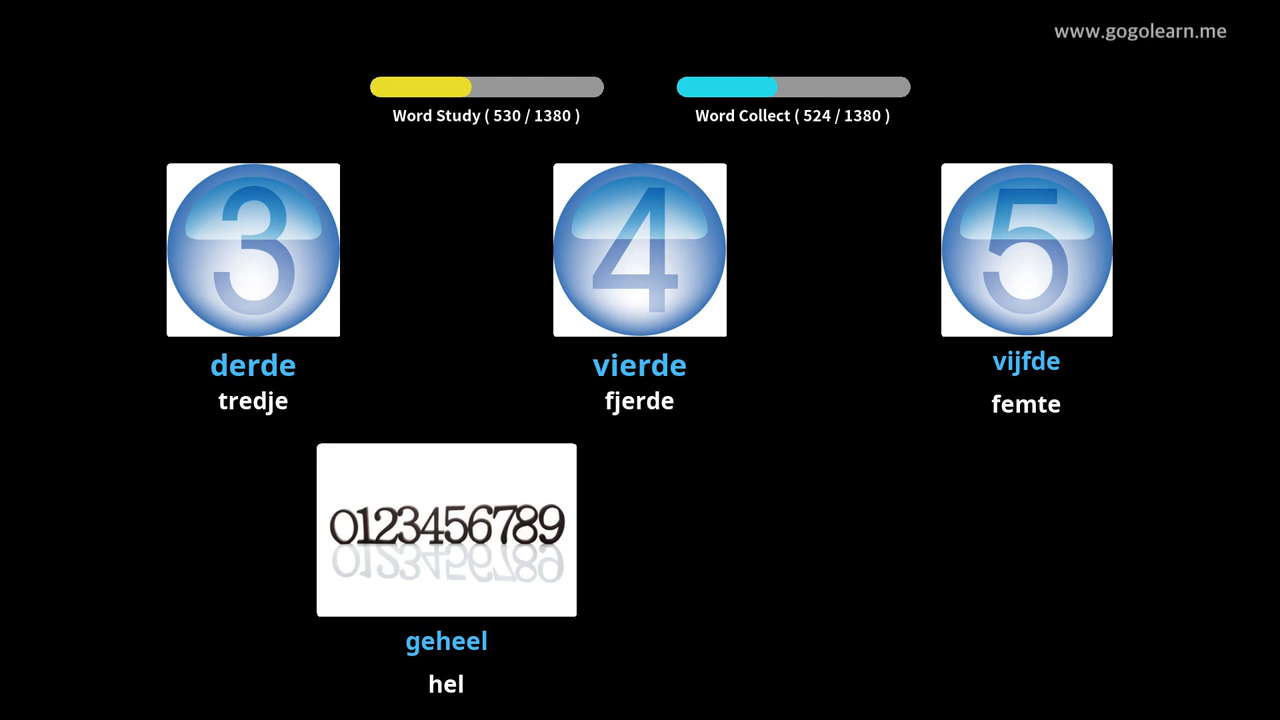 www.gogolearn.me
Word Study ( 530 / 1380 )
Word Collect ( 524 / 1380 )
3
4
5
derde
vierde
vijfde
tredje
fjerde
femte
0123456789
geheel
hel